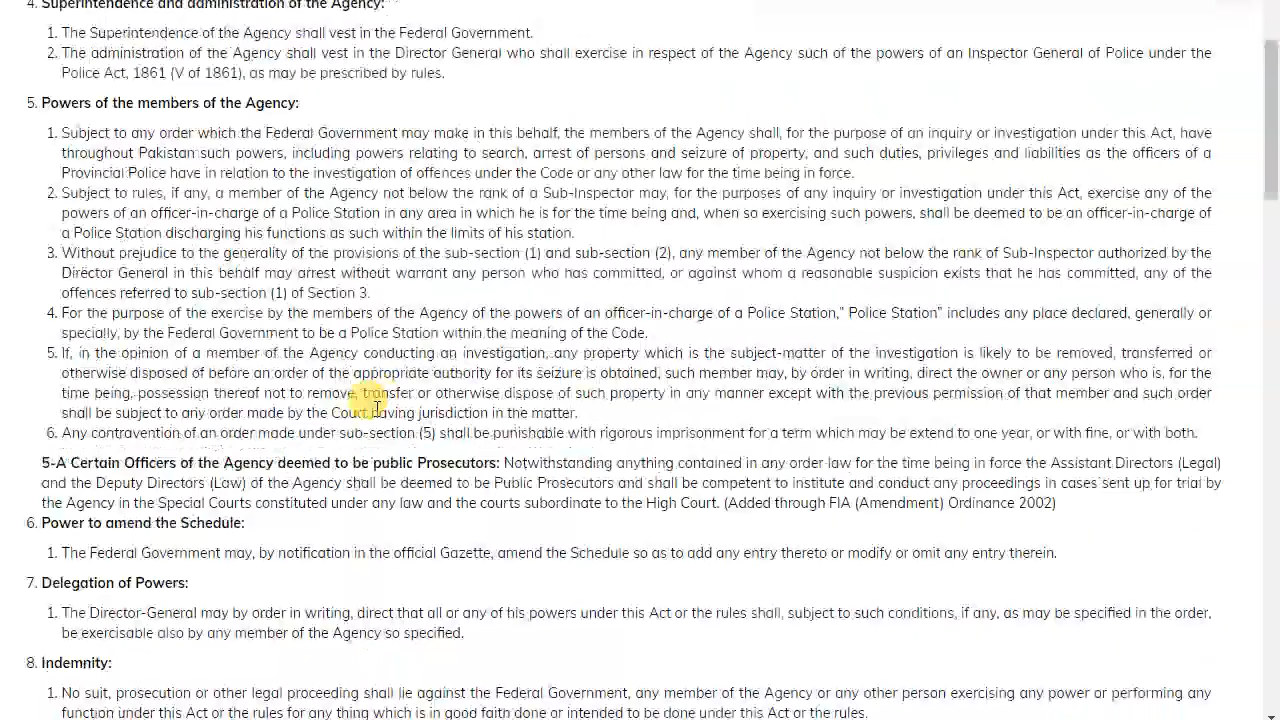 4. Superintendence and administration of the Agency:
1. The Superintendence of the Agency shall vest in the Federal Government.
2. The administration of the Agency shall vest in the Director General who shall exercise in respect of the Agency such of the powers of an Inspector General of Police under the
Police Act, 1861 (V of 1861), as may be prescribed by rules.
5. Powers of the members of the Agency:
1. Subject to any order which the Federal Government may make in this behalf, the members of the Agency shall, for the purpose of an inquiry or investigation under this Act, have
throughout Pakistan such powers, including powers relating to search, arrest of persons and seizure of property, and such duties, privileges and liabilities as the officers of a
Provincial Police have in relation to the investigation of offences under the Code or any other law for the time being in force.
2. Subject to rules, if any, a member of the Agency not below the rank of a Sub-Inspector may, for the purposes of any inquiry or investigation under this Act, exercise any of the
powers of an officer-in-charge of a Police Station in any area in which he is for the time being and, when so exercising such powers, shall be deemed to be an officer-in-charge of
a Police Station discharging his functions as such within the limits of his station.
3. Without prejudice to the generality of the provisions of the sub-section (1) and sub-section (2), any member of the Agency not below the rank of Sub-Inspector authorized by the
Director General in this behalf may arrest without warrant any person who has committed, or against whom a reasonable suspicion exists that he has committed, any of the
offences referred to sub-section (1) of Section 3.
4. For the purpose of the exercise by the members of the Agency of the powers of an officer-in-charge of a Police Station," Police Station" includes any place declared, generally or
specially, by the Federal Government to be a Police Station within the meaning of the Code.
5. If, in the opinion of a member of the Agency conducting an investigation, any property which is the subject-matter of the investigation is likely to be removed, transferred or
otherwise disposed of before an order of the appropriate authority for its seizure is obtained, such member may, by order in writing, direct the owner or any person who is, for the
time being, possession thereof not to remove, transfer or otherwise dispose of such property in any manner except with the previous permission of that member and such order
shall be subject to any order made by the Court having jurisdiction in the matter.
6. Any contravention of an order made under sub-section (5) shall be punishable with rigorous imprisonment for a term which may be extend to one year, or with fine, or with both.
5-A Certain Officers of the Agency deemed to be public Prosecutors: Notwithstanding anything contained in any order law for the time being in force the Assistant Directors (Legal)
and the Deputy Directors (Law) of the Agency shall be deemed to be Public Prosecutors and shall be competent to institute and conduct any proceedings in cases sent up for trial by
the Agency in the Special Courts constituted under any law and the courts subordinate to the High Court. (Added through FIA (Amendment) Ordinance 2002)
6. Power to amend the Schedule:
1. The Federal Government may, by notification in the official Gazette, amend the Schedule so as to add any entry thereto or modify or omit any entry therein.
7. Delegation of Powers:
1. The Director-General may by order in writing, direct that all or any of his powers under this Act or the rules shall, subject to such conditions, if any, as may be specified in the order,
be exercisable also by any member of the Agency so specified.
8. Indemnity:
1. No suit, prosecution or other legal proceeding shall lie against the Federal Government, any member of the Agency or any other person exercising any power or performing any
function under this Act or the rules for any thing which is in good faith done or intended to be done under this Act or the rules.